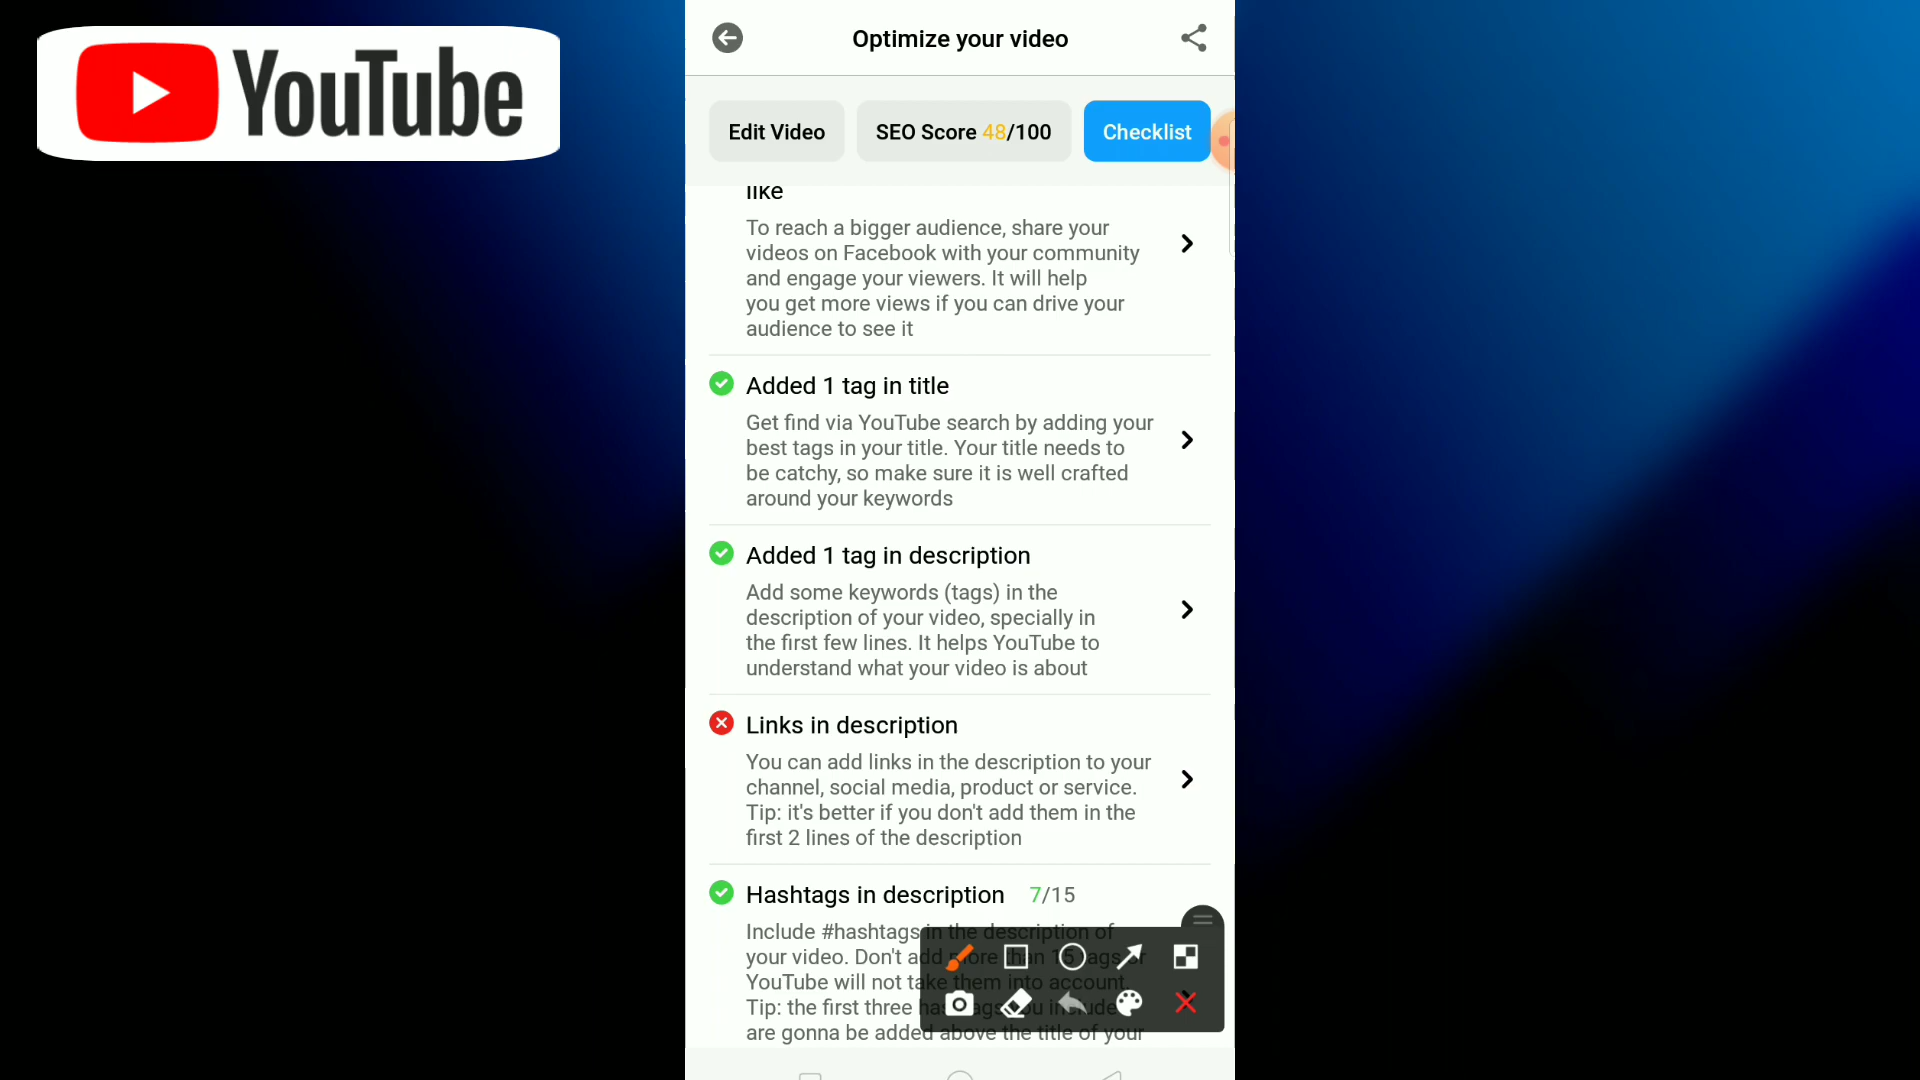 YouTube
Optimize your video
Edit Video
SEO Score 48/100
Checklist
like
To reach a bigger audience, share your
videos on Facebook with your community
and engage your viewers. It will help
you get more views if you can drive your
audience to see it
Added 1 tag in title
Get find via YouTube search by adding your
best tags in your title. Your title needs to
be catchy, so make sure it is well crafted
around your keywords
Added 1 tag in description
Add some keywords (tags) in the
description of your video, specially in
the first few lines. It helps YouTube to
understand what your video is about
Links in description
You can add links in the description to your
channel, social media, product or service.
Tip: it's better if you don't add them in the
first 2 lines of the description
Hashtags in description 7/15
Include #hashtags in the description of
your video. Don't add more than 15 tags or
YouTube will not take them into account.
Tip: the first three hashtags you include
are gonna be added above the title of your